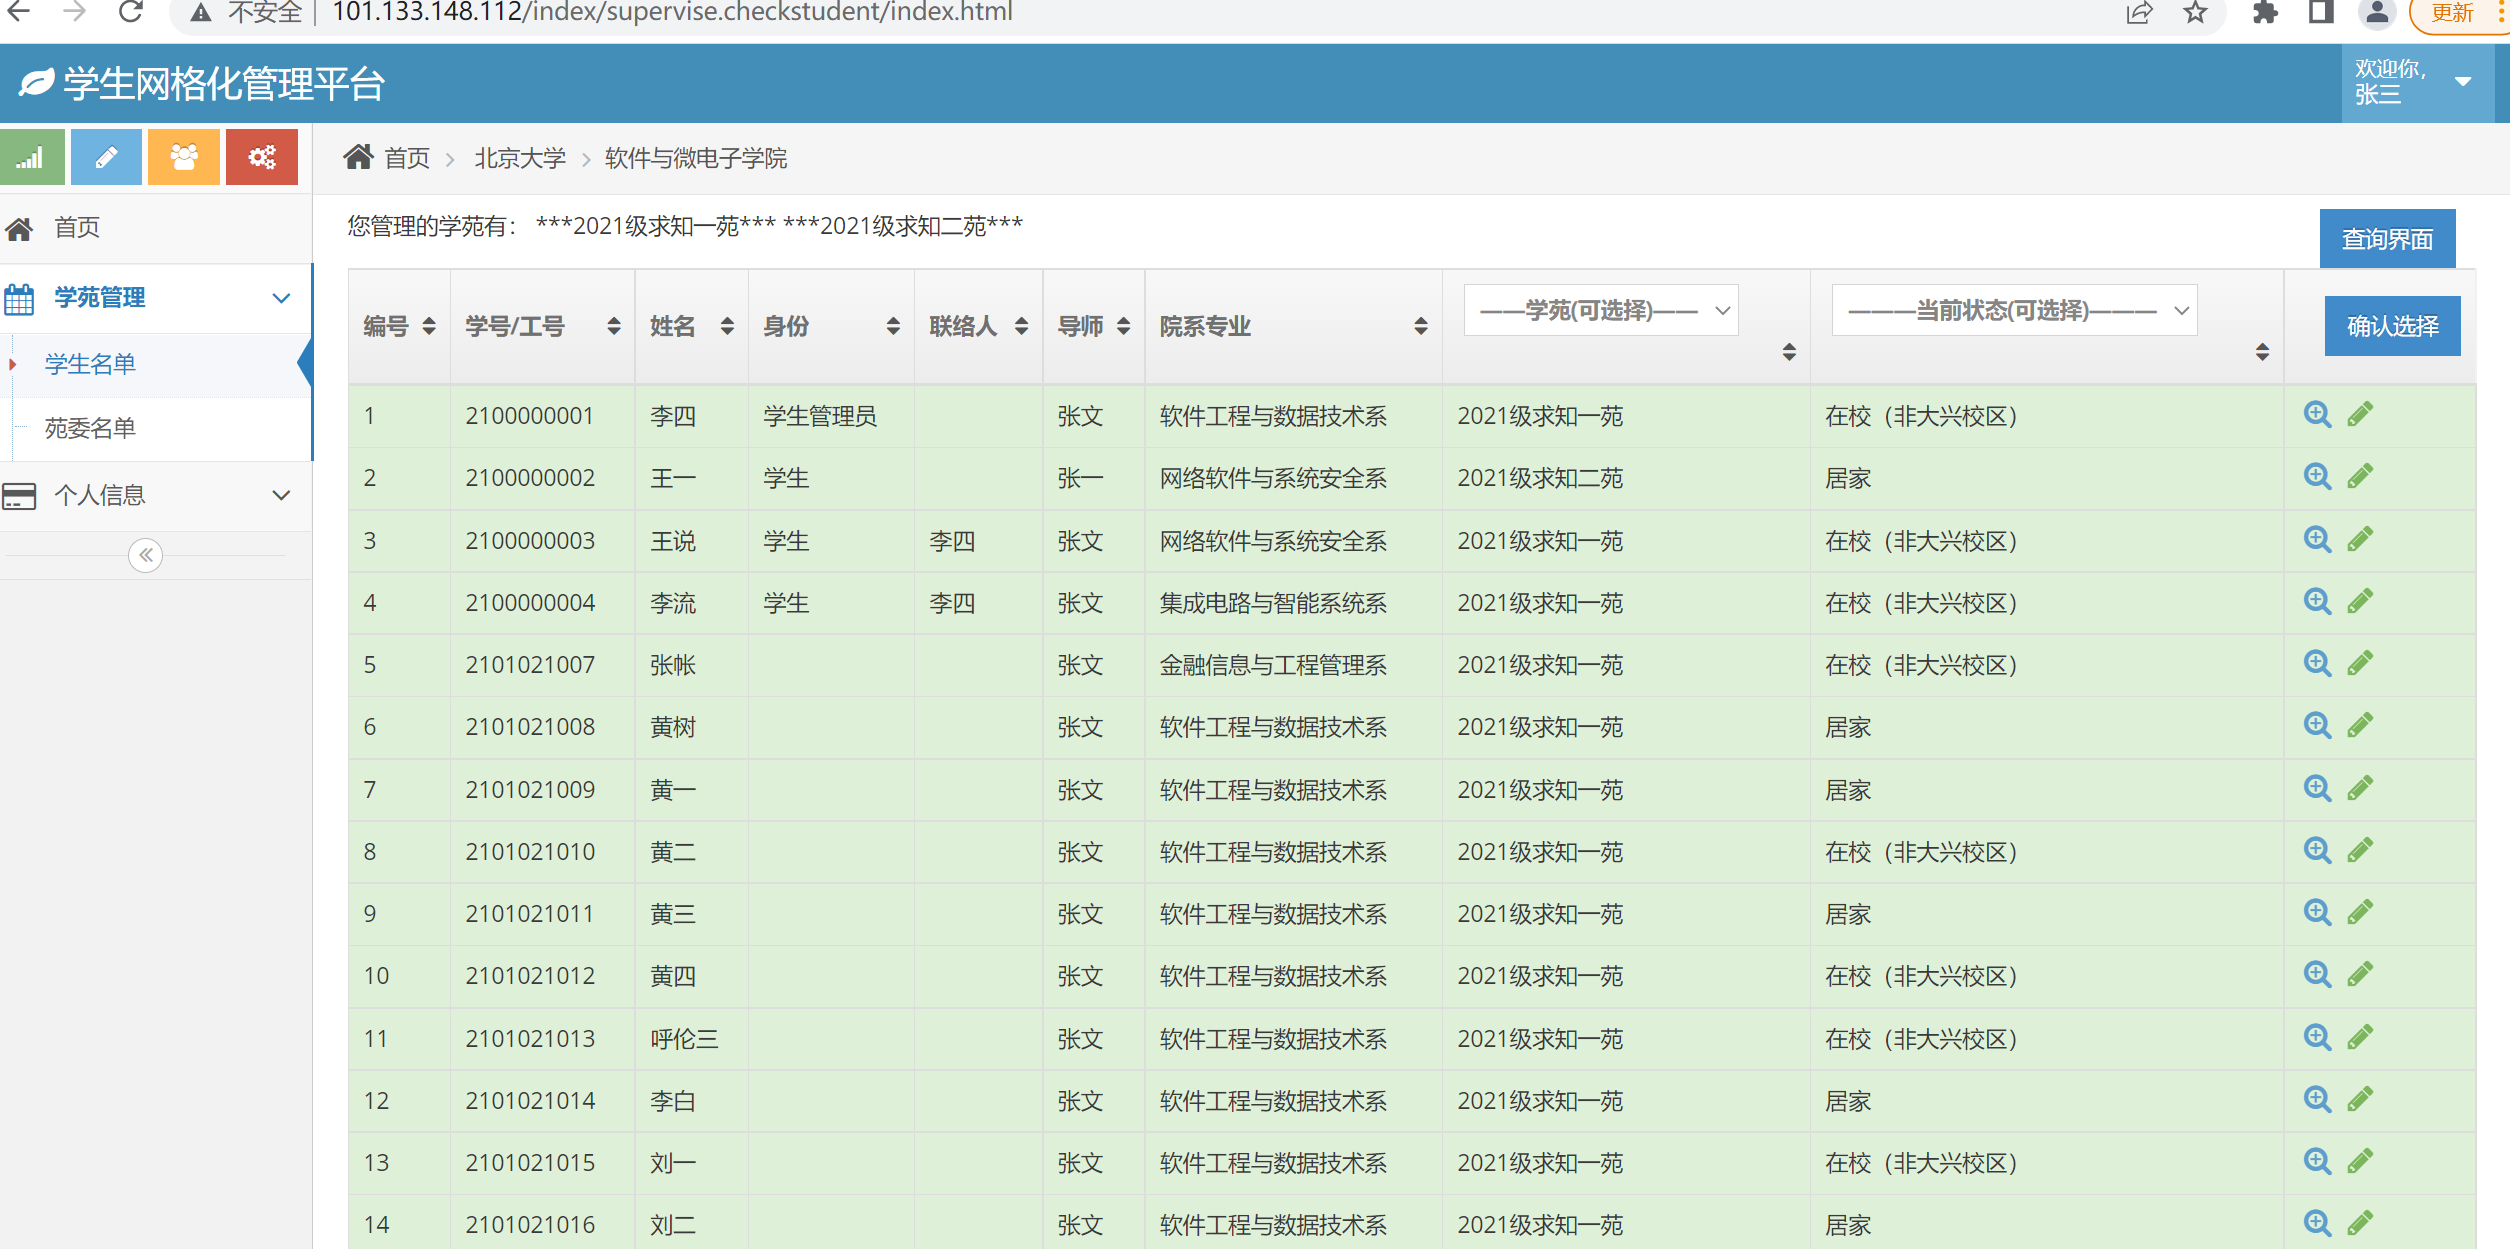 不安全 101.133.148.112/index/supervise.checkstudent/index.html 更新
学生网格化管理平台 欢迎你, 张三
首页 北京大学 软件与微电子学院
首页
学苑管理
学生名单
苑委名单
个人信息
您管理的学苑有： ***2021级求知一苑*** ***2021级求知二苑***
查询界面
编号 学号/工号 姓名 身份 联络人 导师 院系专业 ——学苑(可选择)—— ———当前状态(可选择)——— 确认选择
1 2100000001 李四 学生管理员 张文 软件工程与数据技术系 2021级求知一苑 在校（非大兴校区）
2 2100000002 王一 学生 张一 网络软件与系统安全系 2021级求知二苑 居家
3 2100000003 王说 学生 李四 张文 网络软件与系统安全系 2021级求知一苑 在校（非大兴校区）
4 2100000004 李流 学生 李四 张文 集成电路与智能系统系 2021级求知一苑 在校（非大兴校区）
5 2101021007 张帐 张文 金融信息与工程管理系 2021级求知一苑 在校（非大兴校区）
6 2101021008 黄树 张文 软件工程与数据技术系 2021级求知一苑 居家
7 2101021009 黄一 张文 软件工程与数据技术系 2021级求知一苑 居家
8 2101021010 黄二 张文 软件工程与数据技术系 2021级求知一苑 在校（非大兴校区）
9 2101021011 黄三 张文 软件工程与数据技术系 2021级求知一苑 居家
10 2101021012 黄四 张文 软件工程与数据技术系 2021级求知一苑 在校（非大兴校区）
11 2101021013 呼伦三 张文 软件工程与数据技术系 2021级求知一苑 在校（非大兴校区）
12 2101021014 李白 张文 软件工程与数据技术系 2021级求知一苑 居家
13 2101021015 刘一 张文 软件工程与数据技术系 2021级求知一苑 在校（非大兴校区）
14 2101021016 刘二 张文 软件工程与数据技术系 2021级求知一苑 居家